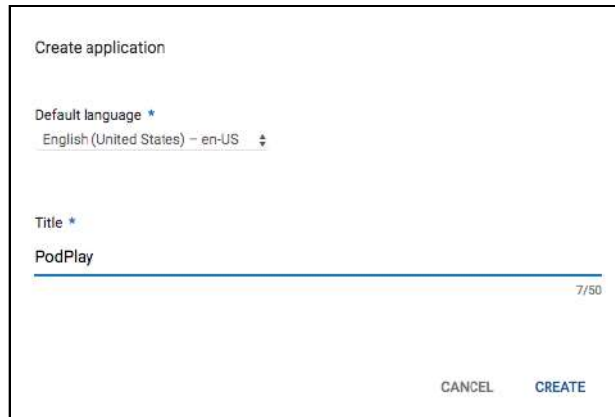 Create application
Default language *
English (United States) – en-US
Title *
PodPlay
7/50
CANCEL CREATE